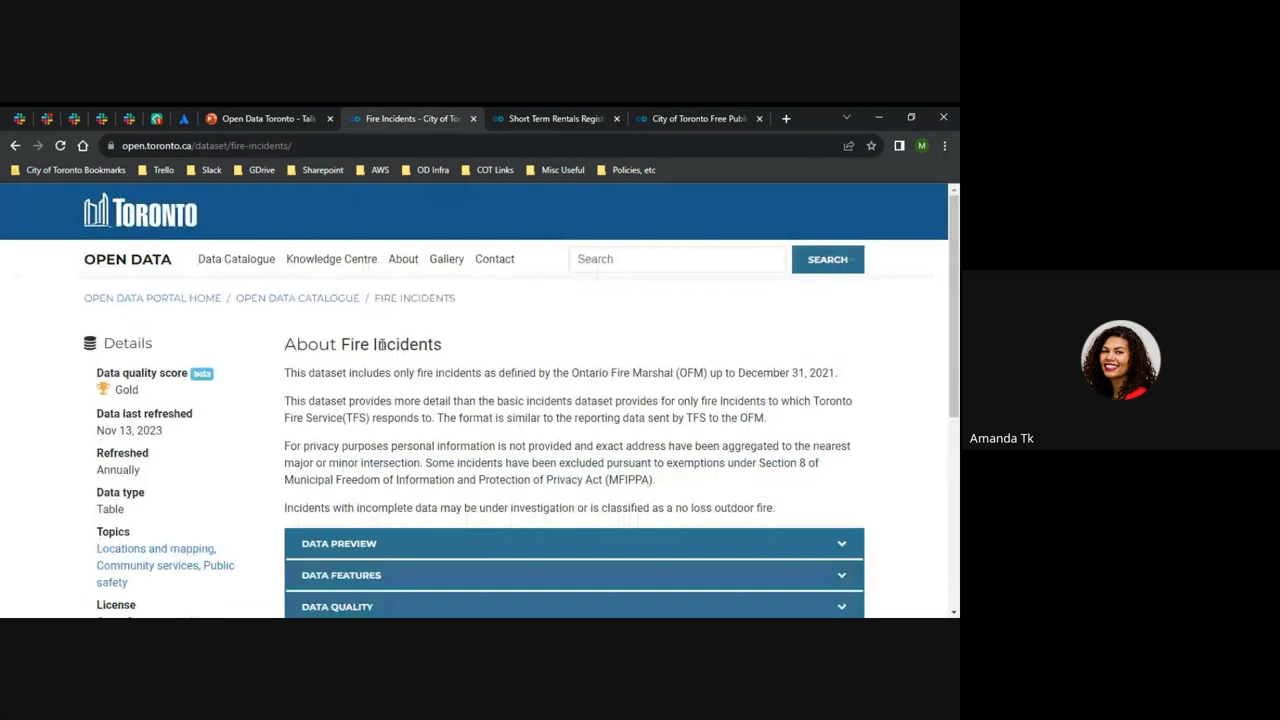 Open Data Toronto - Talk
Fire Incidents - City of Tor
Short Term Rentals Regist
City of Toronto Free Publ
open.toronto.ca/dataset/fire-incidents/
M
City of Toronto Bookmarks
Trello
Slack
GDrive
Sharepoint
AWS
OD Infra
COT Links
Misc Useful
Policies, etc
TORONTO
OPEN DATA
Data Catalogue
Knowledge Centre
About
Gallery
Contact
Search
SEARCH
OPEN DATA PORTAL HOME / OPEN DATA CATALOGUE / FIRE INCIDENTS
Details
Data quality score beta
Gold
Data last refreshed
Nov 13, 2023
Refreshed
Annually
Data type
Table
Topics
Locations and mapping,
Community services, Public
safety
License
About Fire Incidents
This dataset includes only fire incidents as defined by the Ontario Fire Marshal (OFM) up to December 31, 2021.
This dataset provides more detail than the basic incidents dataset provides for only fire Incidents to which Toronto
Fire Service(TFS) responds to. The format is similar to the reporting data sent by TFS to the OFM.
For privacy purposes personal information is not provided and exact address have been aggregated to the nearest
major or minor intersection. Some incidents have been excluded pursuant to exemptions under Section 8 of
Municipal Freedom of Information and Protection of Privacy Act (MFIPPA).
Incidents with incomplete data may be under investigation or is classified as a no loss outdoor fire.
DATA PREVIEW
DATA FEATURES
DATA QUALITY
Amanda Tk